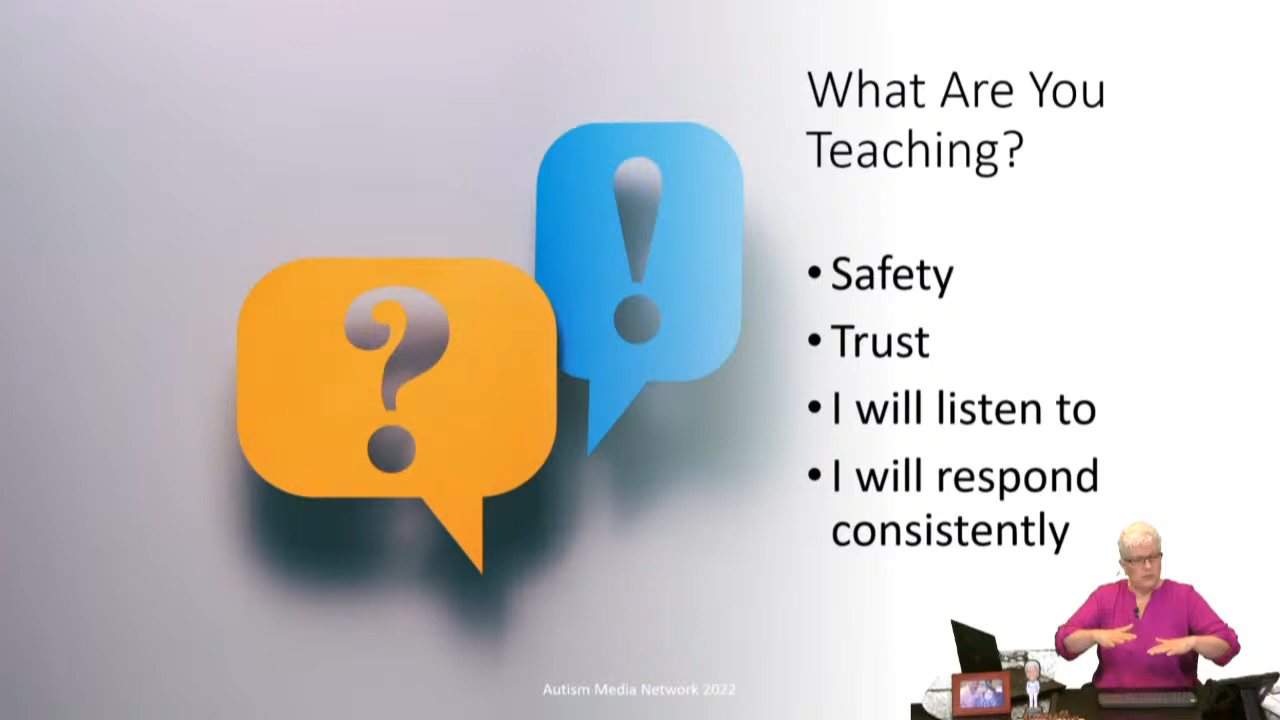 What Are You
Teaching?
• Safety
• Trust
• I will listen to
• I will respond
consistently
?
!
Autism Media Network 2022